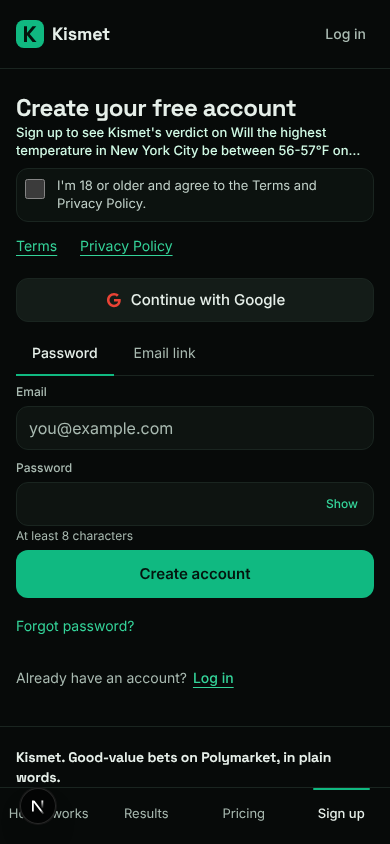 K Kismet
Log in
Create your free account
Sign up to see Kismet's verdict on Will the highest
temperature in New York City be between 56-57°F on...
I'm 18 or older and agree to the Terms and
Privacy Policy.
Terms Privacy Policy
G Continue with Google
Password Email link
Email
you@example.com
Password
Show
At least 8 characters
Create account
Forgot password?
Already have an account? Log in
Kismet. Good-value bets on Polymarket, in plain
words.
N
works Results Pricing Sign up